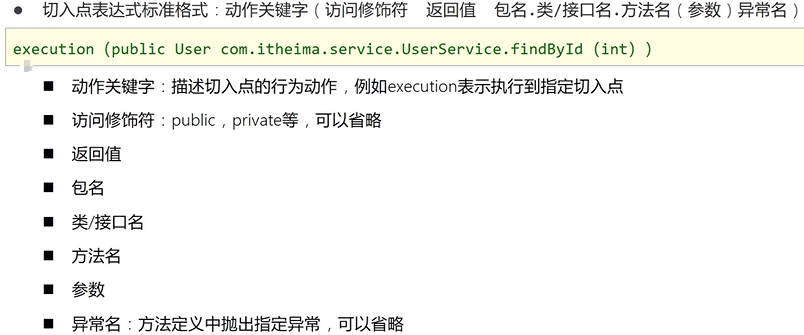 ● 切入点表达式标准格式：动作关键字（访问修饰符 返回值 包名.类/接口名.方法名（参数）异常名）
execution (public User com.itheima.service.UserService.findById (int) )
■ 动作关键字：描述切入点的行为动作，例如execution表示执行到指定切入点
■ 访问修饰符：public，private等，可以省略
■ 返回值
■ 包名
■ 类/接口名
■ 方法名
■ 参数
■ 异常名：方法定义中抛出指定异常，可以省略